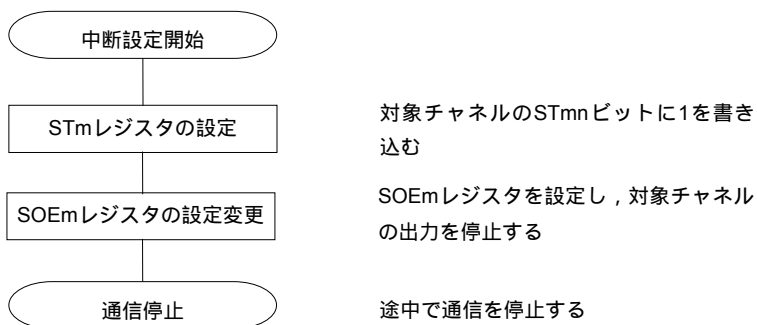 中断設定開始
STmレジスタの設定
対象チャネルのSTmnビットに1を書き
込む
SOEmレジスタの設定変更
SOEmレジスタを設定し，対象チャネル
の出力を停止する
通信停止
途中で通信を停止する